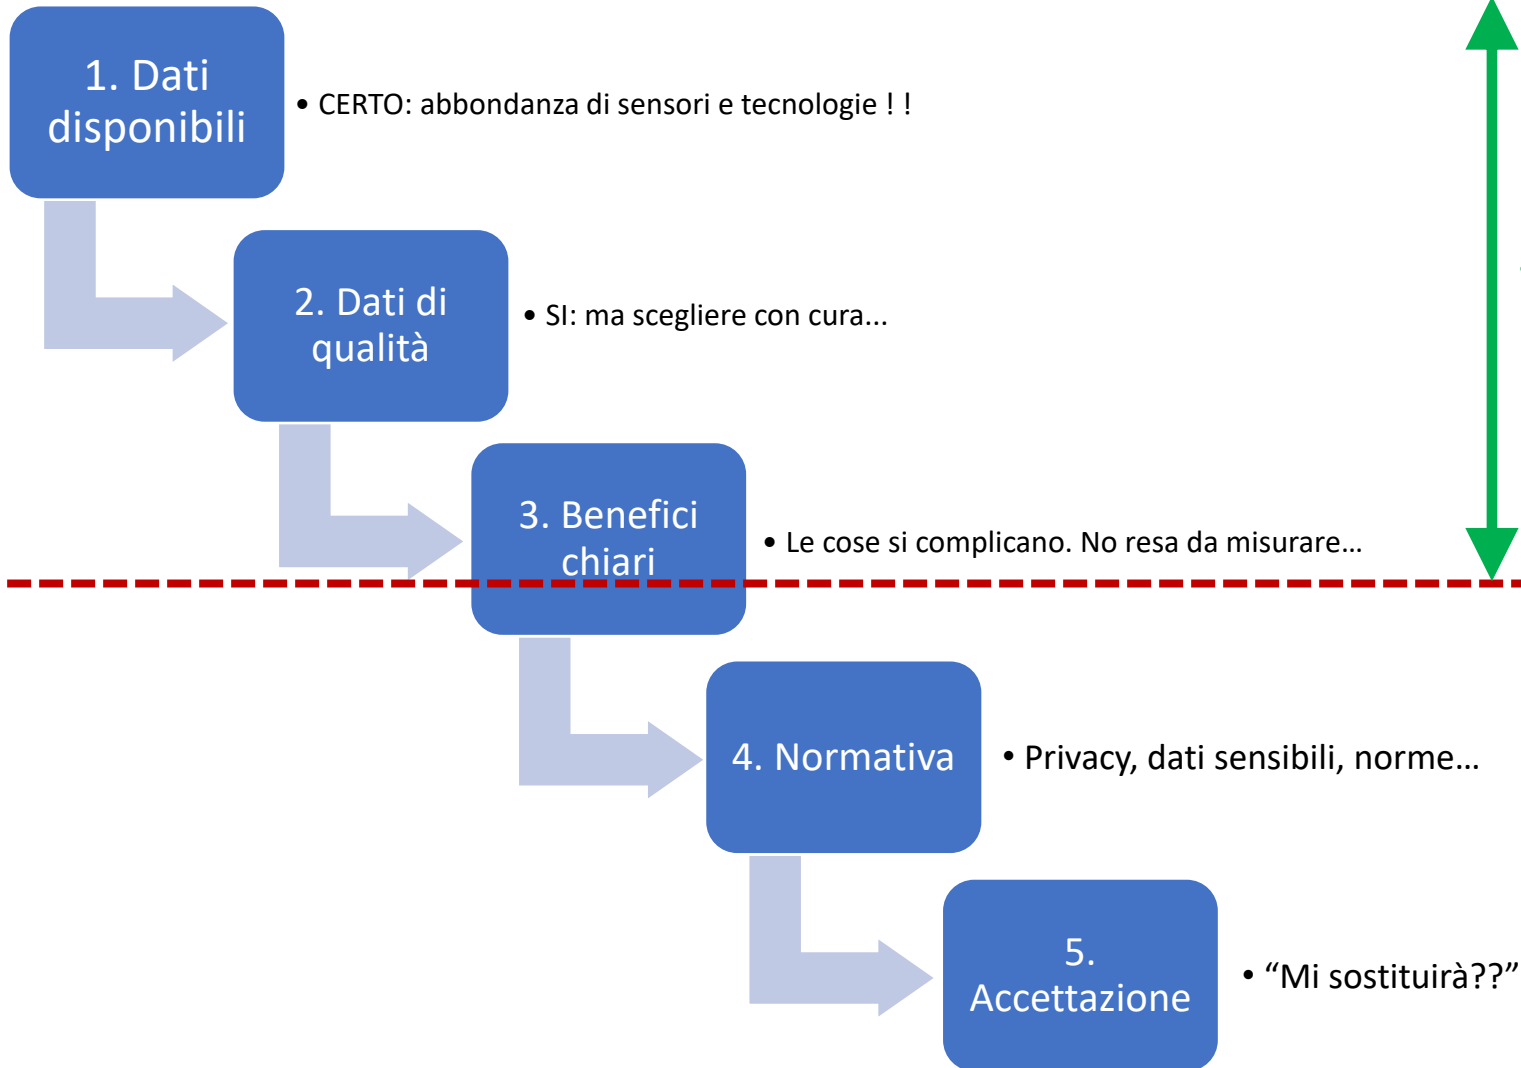 1. Dati
disponibili
• CERTO: abbondanza di sensori e tecnologie ! !
2. Dati di
qualità
• SI: ma scegliere con cura...
3. Benefici
chiari
• Le cose si complicano. No resa da misurare…
4. Normativa
• Privacy, dati sensibili, norme…
5.
Accettazione
• “Mi sostituirà??”